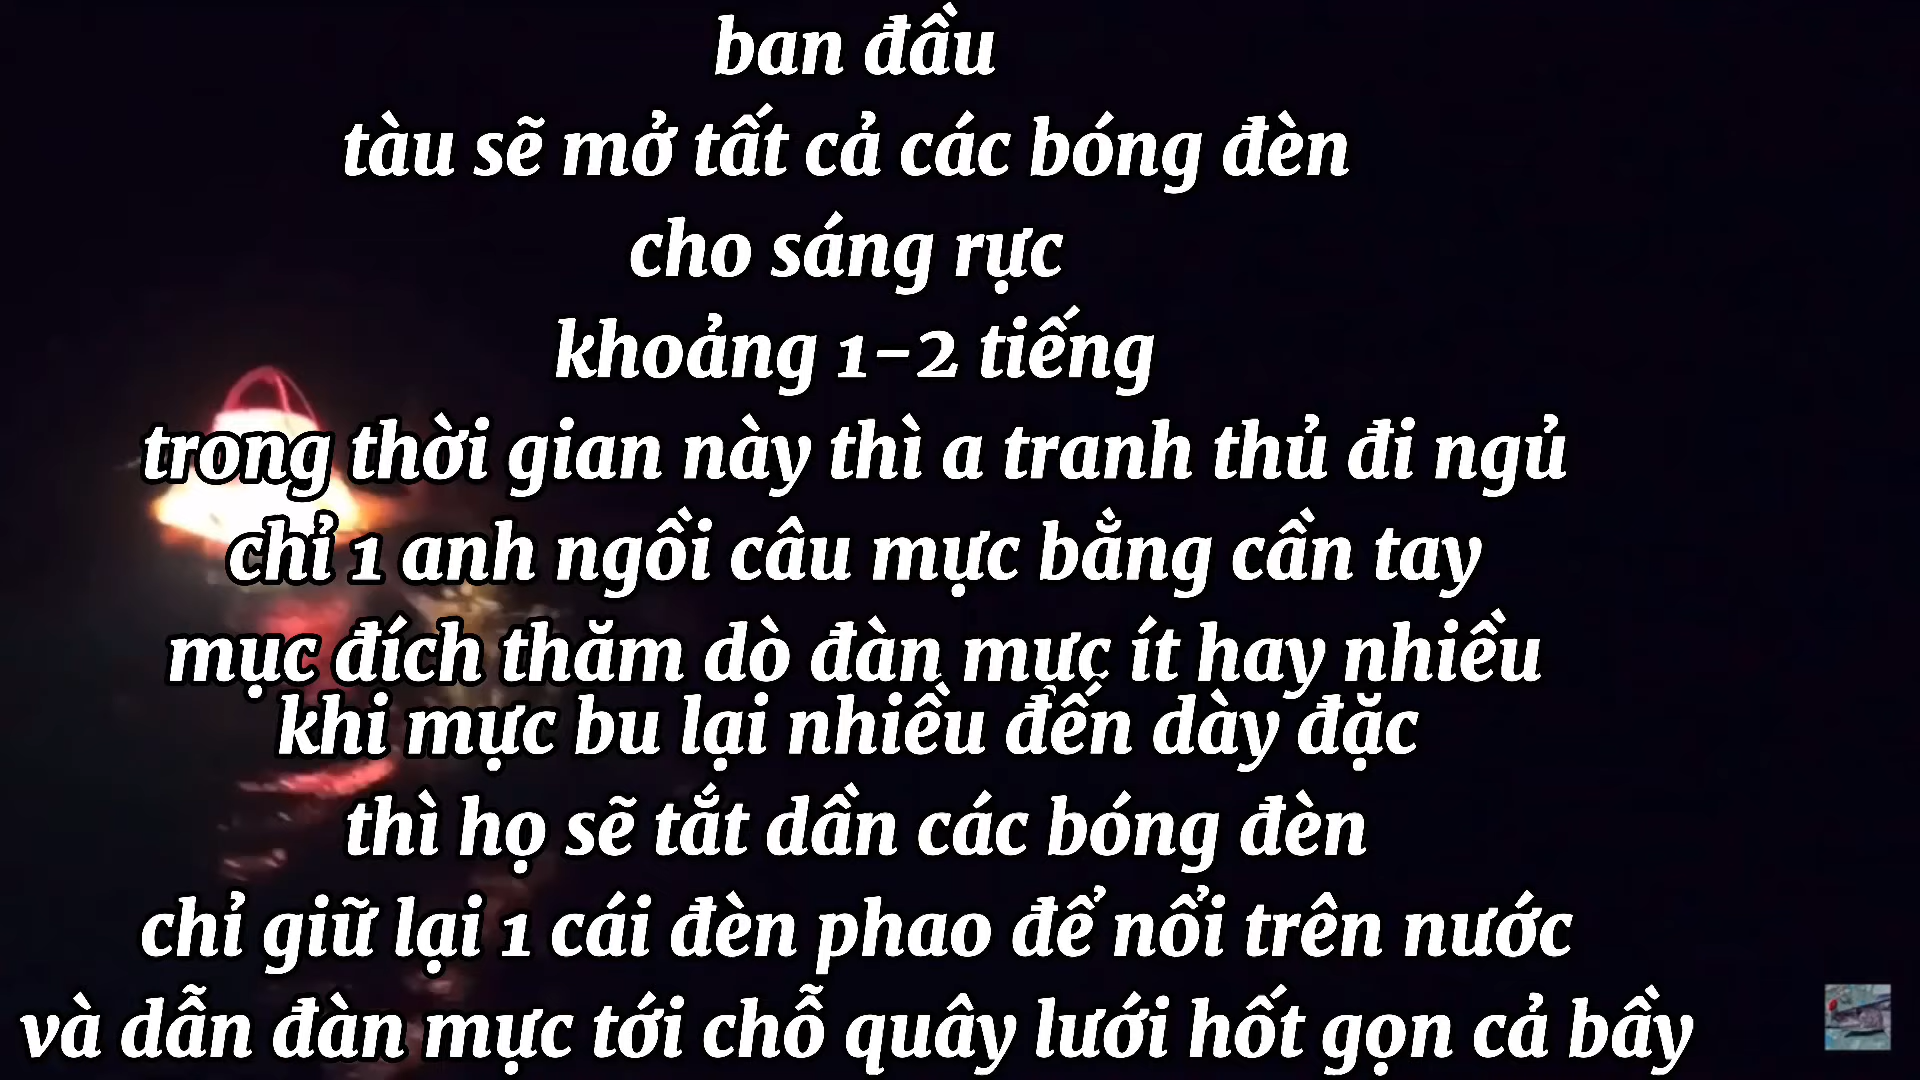 ban đầu
tàu sẽ mở tất cả các bóng đèn
cho sáng rực
khoảng 1-2 tiếng
trong thời gian này thì a tranh thủ đi ngủ
chỉ 1 anh ngồi câu mực bằng cần tay
mục đích thăm dò đàn mực ít hay nhiều
khi mực bu lại nhiều đến dày đặc
thì họ sẽ tắt dần các bóng đèn
chỉ giữ lại 1 cái đèn phao để nổi trên nước
và dẫn đàn mực tới chỗ quây lưới hốt gọn cả bầy